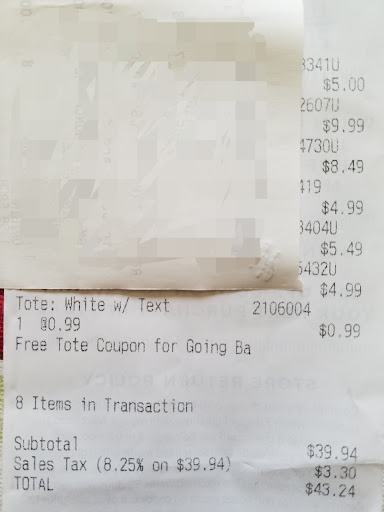 3341U
$5.00
2607U
$9.99
4730U
$8.49
419
$4.99
3404U
$5.49
6432U
$4.99
Tote: White w/ Text 2106004
1 @0.99 $0.99
Free Tote Coupon for Going Ba
8 Items in Transaction
Subtotal $39.94
Sales Tax (8.25% on $39.94) $3.30
TOTAL $43.24